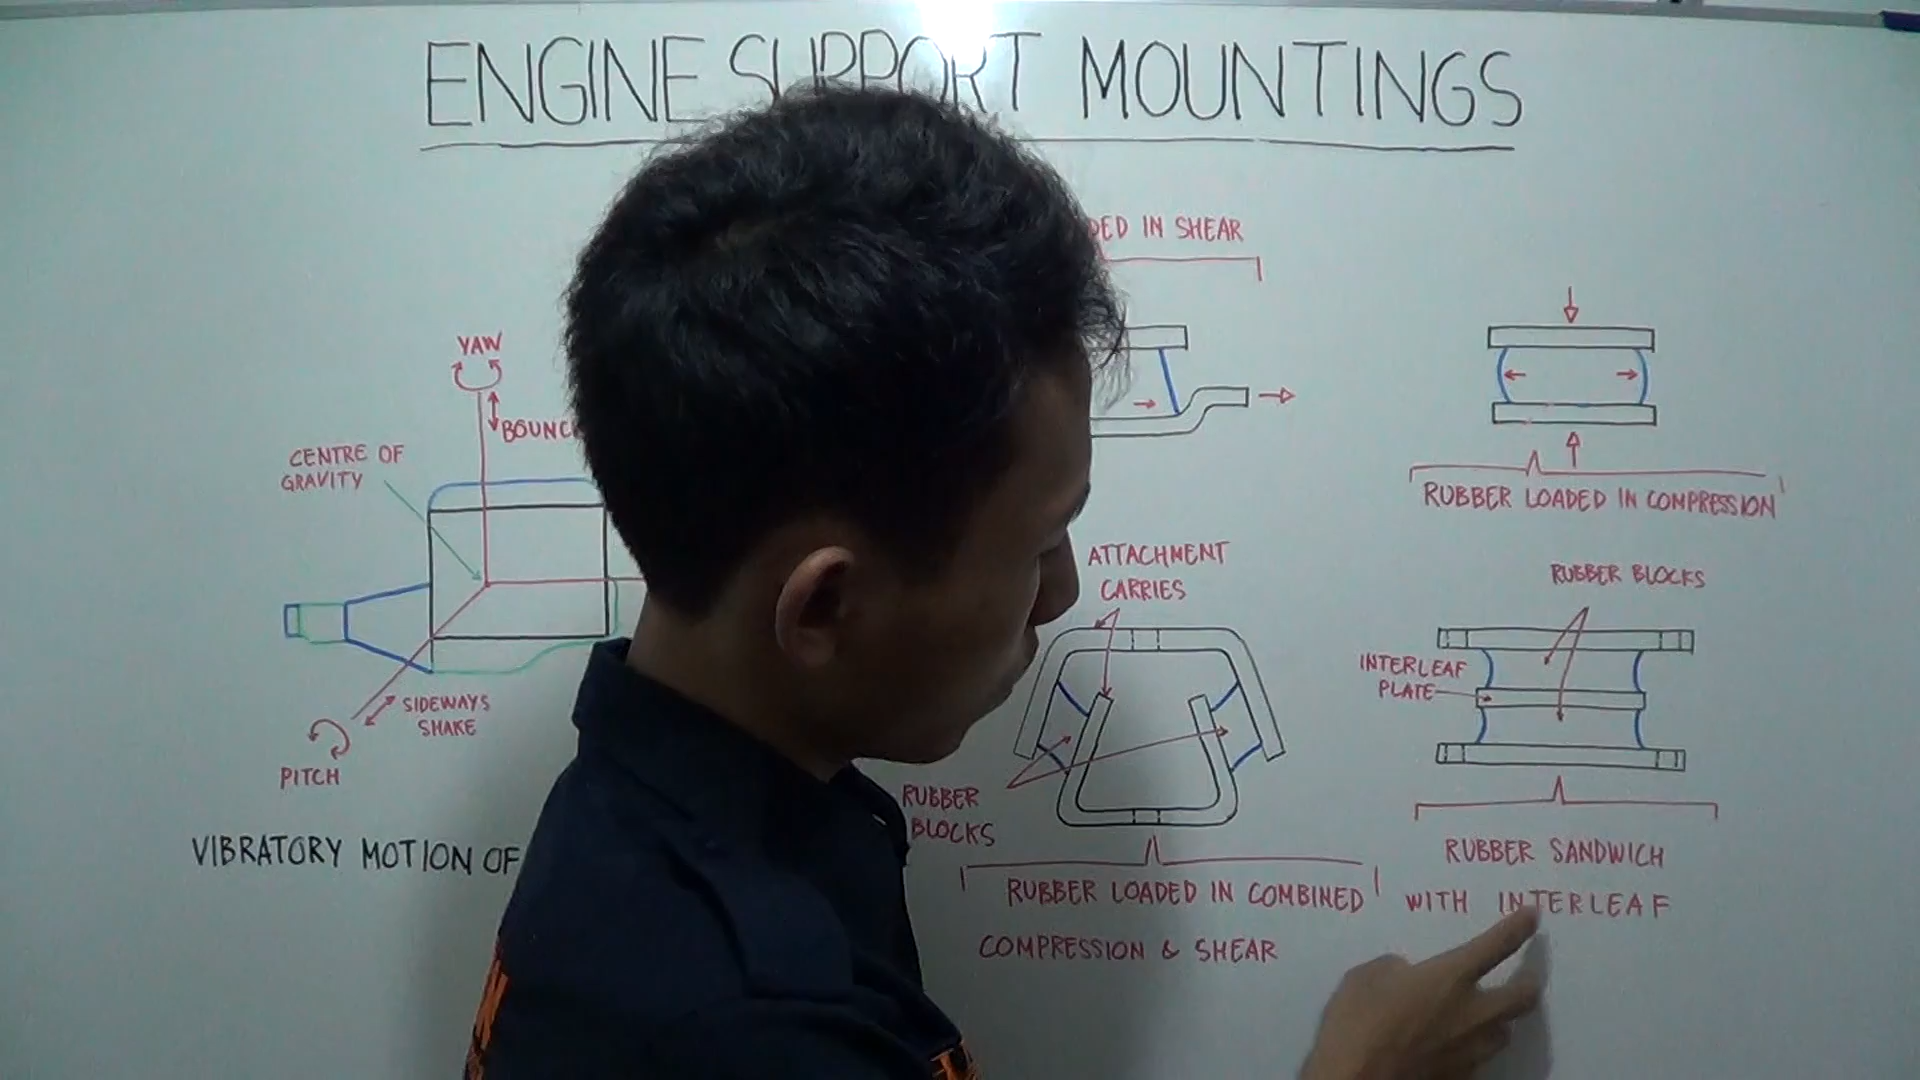 ENGINE SUPPORT MOUNTINGS
IN SHEAR
YAW
CENTRE OF
GRAVITY
SIDEWAYS
SHAKE
PITCH
VIBRATORY MOTION OF
ATTACHMENT
CARRIES
RUBBER
BLOCKS
RUBBER LOADED IN COMBINED
COMPRESSION & SHEAR
RUBBER LOADED IN COMPRESSION
RUBBER BLOCKS
INTERLEAF
PLATE
RUBBER SANDWICH
WITH INTERLEAF